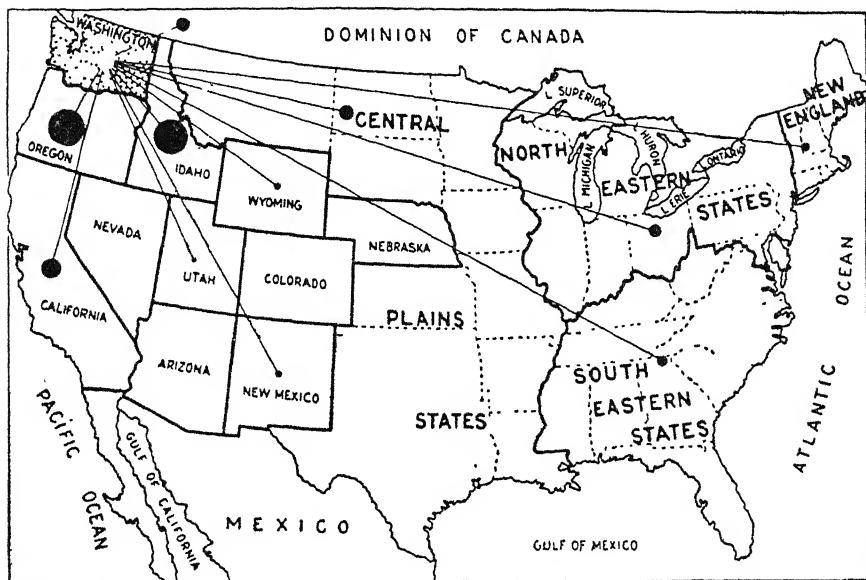 DOMINION OF CANADA
WASHINGTON
OREGON
IDAHO
WYOMING
NEVADA
UTAH
COLORADO
NEBRASKA
CALIFORNIA
ARIZONA
NEW MEXICO
CENTRAL
PLAINS
STATES
NORTH
EASTERN
STATES
L SUPERIOR
L MICHIGAN
HURON
L. ERIE
L. ONTARIO
NEW
ENGLAND
SOUTH
EASTERN
STATES
PACIFIC
OCEAN
GULF OF
CALIFORNIA
MEXICO
GULF OF MEXICO
ATLANTIC
OCEAN